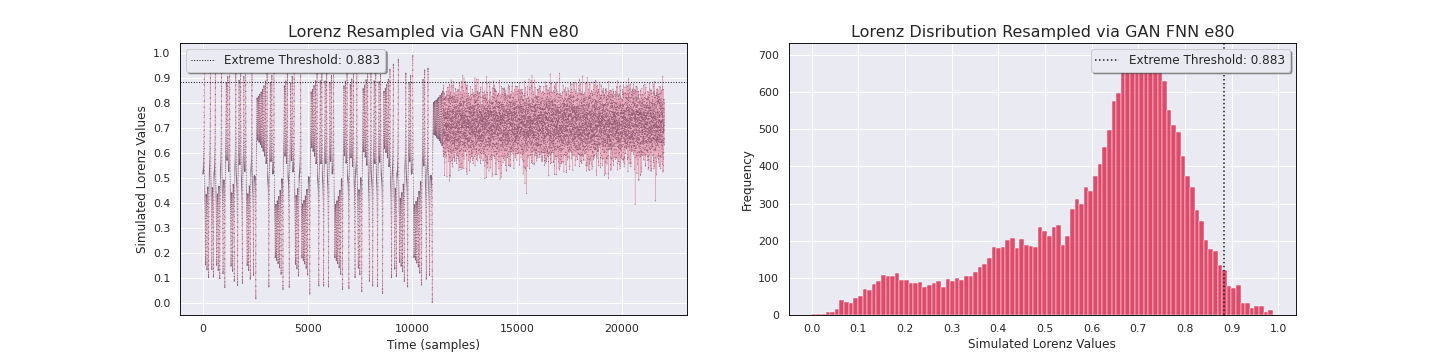 Lorenz Resampled via GAN FNN e80
Extreme Threshold: 0.883
1.0
0.9
0.8
0.7
0.6
0.5
0.4
0.3
0.2
0.1
0.0
Simulated Lorenz Values
0 5000 10000 15000 20000
Time (samples)
Lorenz Disribution Resampled via GAN FNN e80
Extreme Threshold: 0.883
700
600
500
400
300
200
100
0
Frequency
0.0 0.1 0.2 0.3 0.4 0.5 0.6 0.7 0.8 0.9 1.0
Simulated Lorenz Values